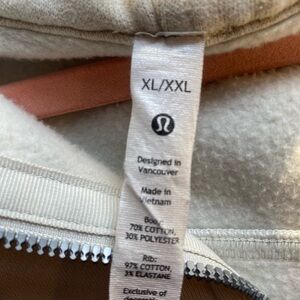 XL/XXL
Designed in
Vancouver
Made in
Vietnam
Body:
70% COTTON,
30% POLYESTER
Rib:
97% COTTON,
3% ELASTANE
Exclusive of